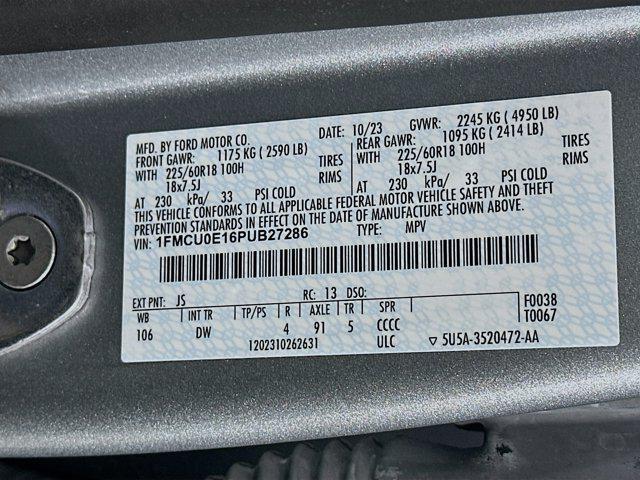 MFD. BY FORD MOTOR CO. DATE: 10/23 GVWR: 2245 KG ( 4950 LB)
FRONT GAWR: 1175 KG ( 2590 LB) REAR GAWR: 1095 KG ( 2414 LB)
WITH 225/60R18 100H TIRES WITH 225/60R18 100H TIRES
18x7.5J RIMS 18x7.5J RIMS
AT 230 kPa/ 33 PSI COLD AT 230 kPa/ 33 PSI COLD
THIS VEHICLE CONFORMS TO ALL APPLICABLE FEDERAL MOTOR VEHICLE SAFETY AND THEFT
PREVENTION STANDARDS IN EFFECT ON THE DATE OF MANUFACTURE SHOWN ABOVE.
VIN: 1FMCU0E16PUB27286 TYPE: MPV
EXT PNT: JS RC: 13 DSO:
WB INT TR TP/PS R AXLE TR SPR F0038
106 DW 4 91 5 CCCC T0067
1202310262631 ULC ▽ 5U5A-3520472-AA